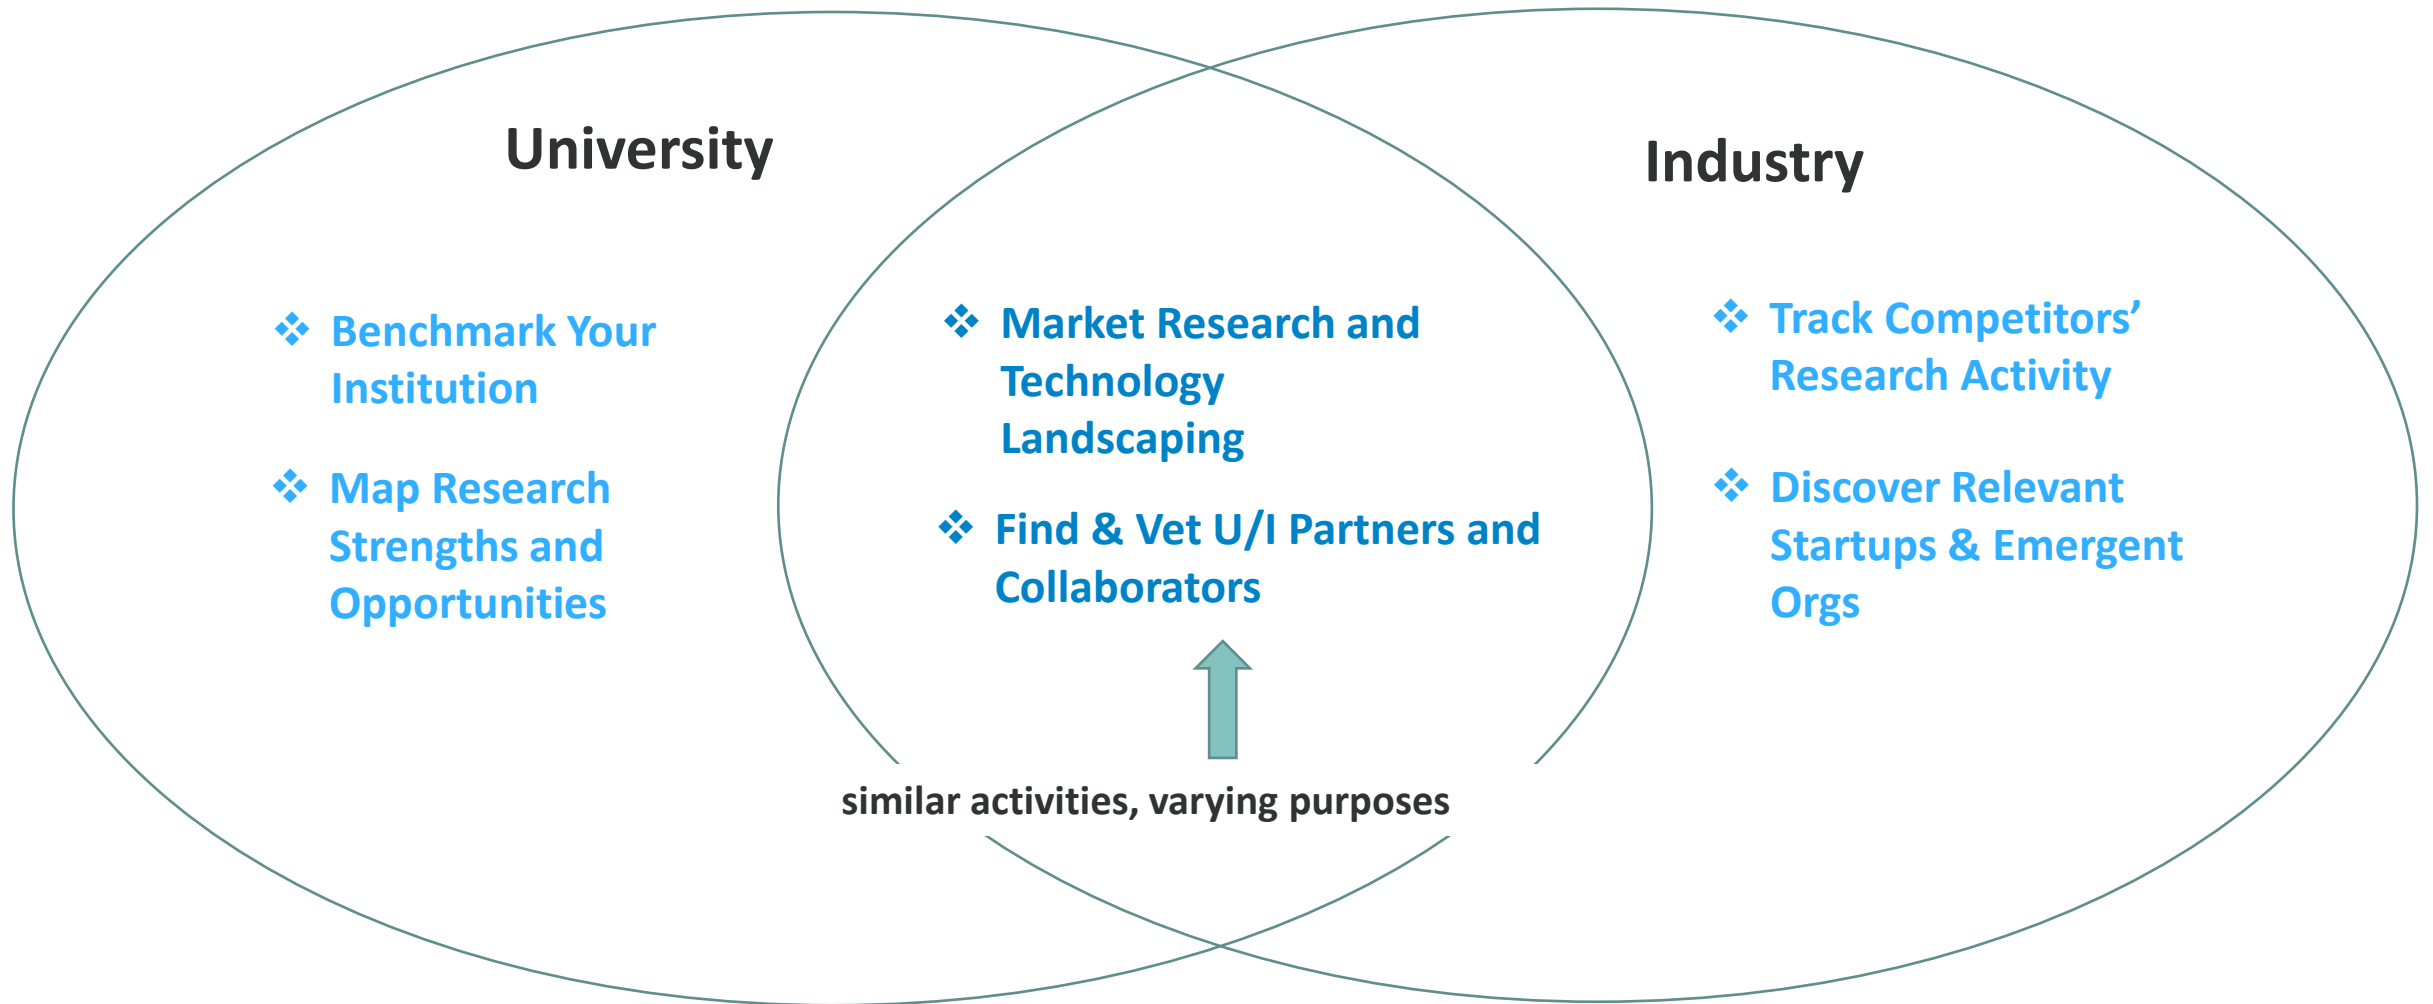 University
Industry
Benchmark Your
Institution
Map Research
Strengths and
Opportunities
Market Research and
Technology
Landscaping
Find & Vet U/I Partners and
Collaborators
similar activities, varying purposes
Track Competitors’
Research Activity
Discover Relevant
Startups & Emergent
Orgs